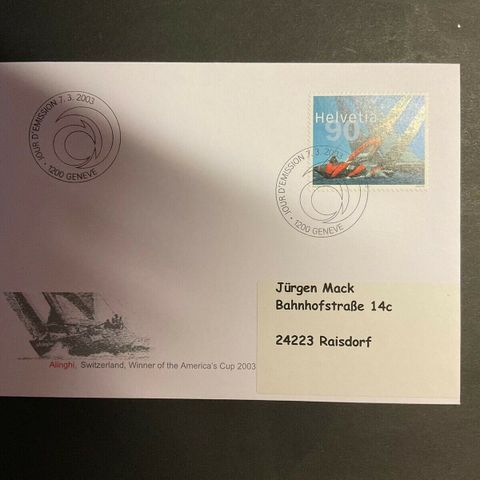 JOUR D'EMISSION 7.3.2003
1200 GENEVE
Helvetia
90
JOUR D'EMISSION 7.3.2003
1200 GENEVE
Jürgen Mack
Bahnhofstraße 14c
24223 Raisdorf
Alinghi, Switzerland, Winner of the America's Cup 2003